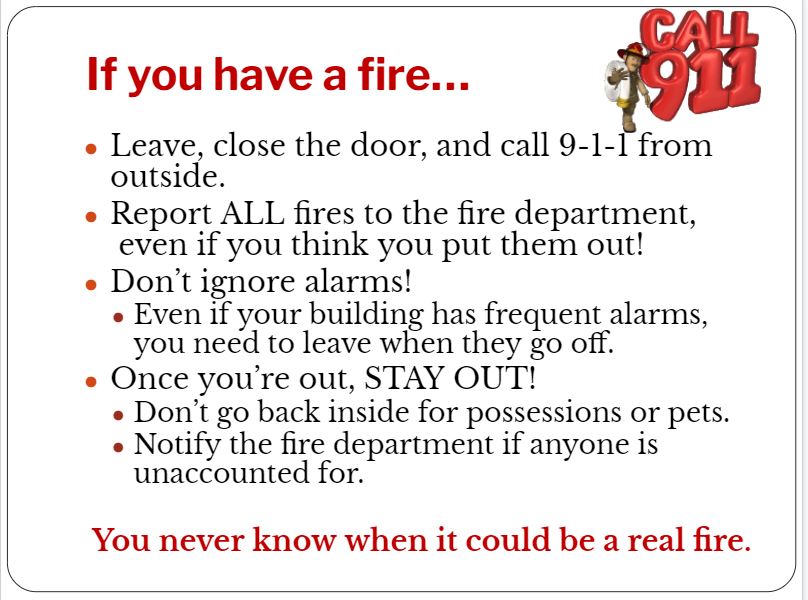 CALL
911
If you have a fire...
• Leave, close the door, and call 9-1-1 from
outside.
• Report ALL fires to the fire department,
even if you think you put them out!
• Don't ignore alarms!
• Even if your building has frequent alarms,
you need to leave when they go off.
• Once you're out, STAY OUT!
• Don't go back inside for possessions or pets.
• Notify the fire department if anyone is
unaccounted for.
You never know when it could be a real fire.